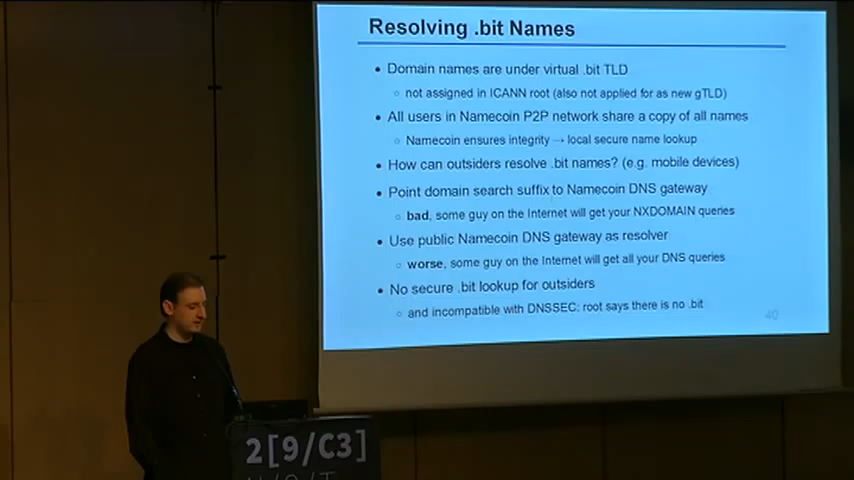 Resolving .bit Names
• Domain names are under virtual .bit TLD
○ not assigned in ICANN root (also not applied for as new gTLD)
• All users in Namecoin P2P network share a copy of all names
○ Namecoin ensures integrity → local secure name lookup
• How can outsiders resolve .bit names? (e.g. mobile devices)
• Point domain search suffix to Namecoin DNS gateway
○ bad, some guy on the Internet will get your NXDOMAIN queries
• Use public Namecoin DNS gateway as resolver
○ worse, some guy on the Internet will get all your DNS queries
• No secure .bit lookup for outsiders
○ and incompatible with DNSSEC: root says there is no .bit
40
2[9/C3]